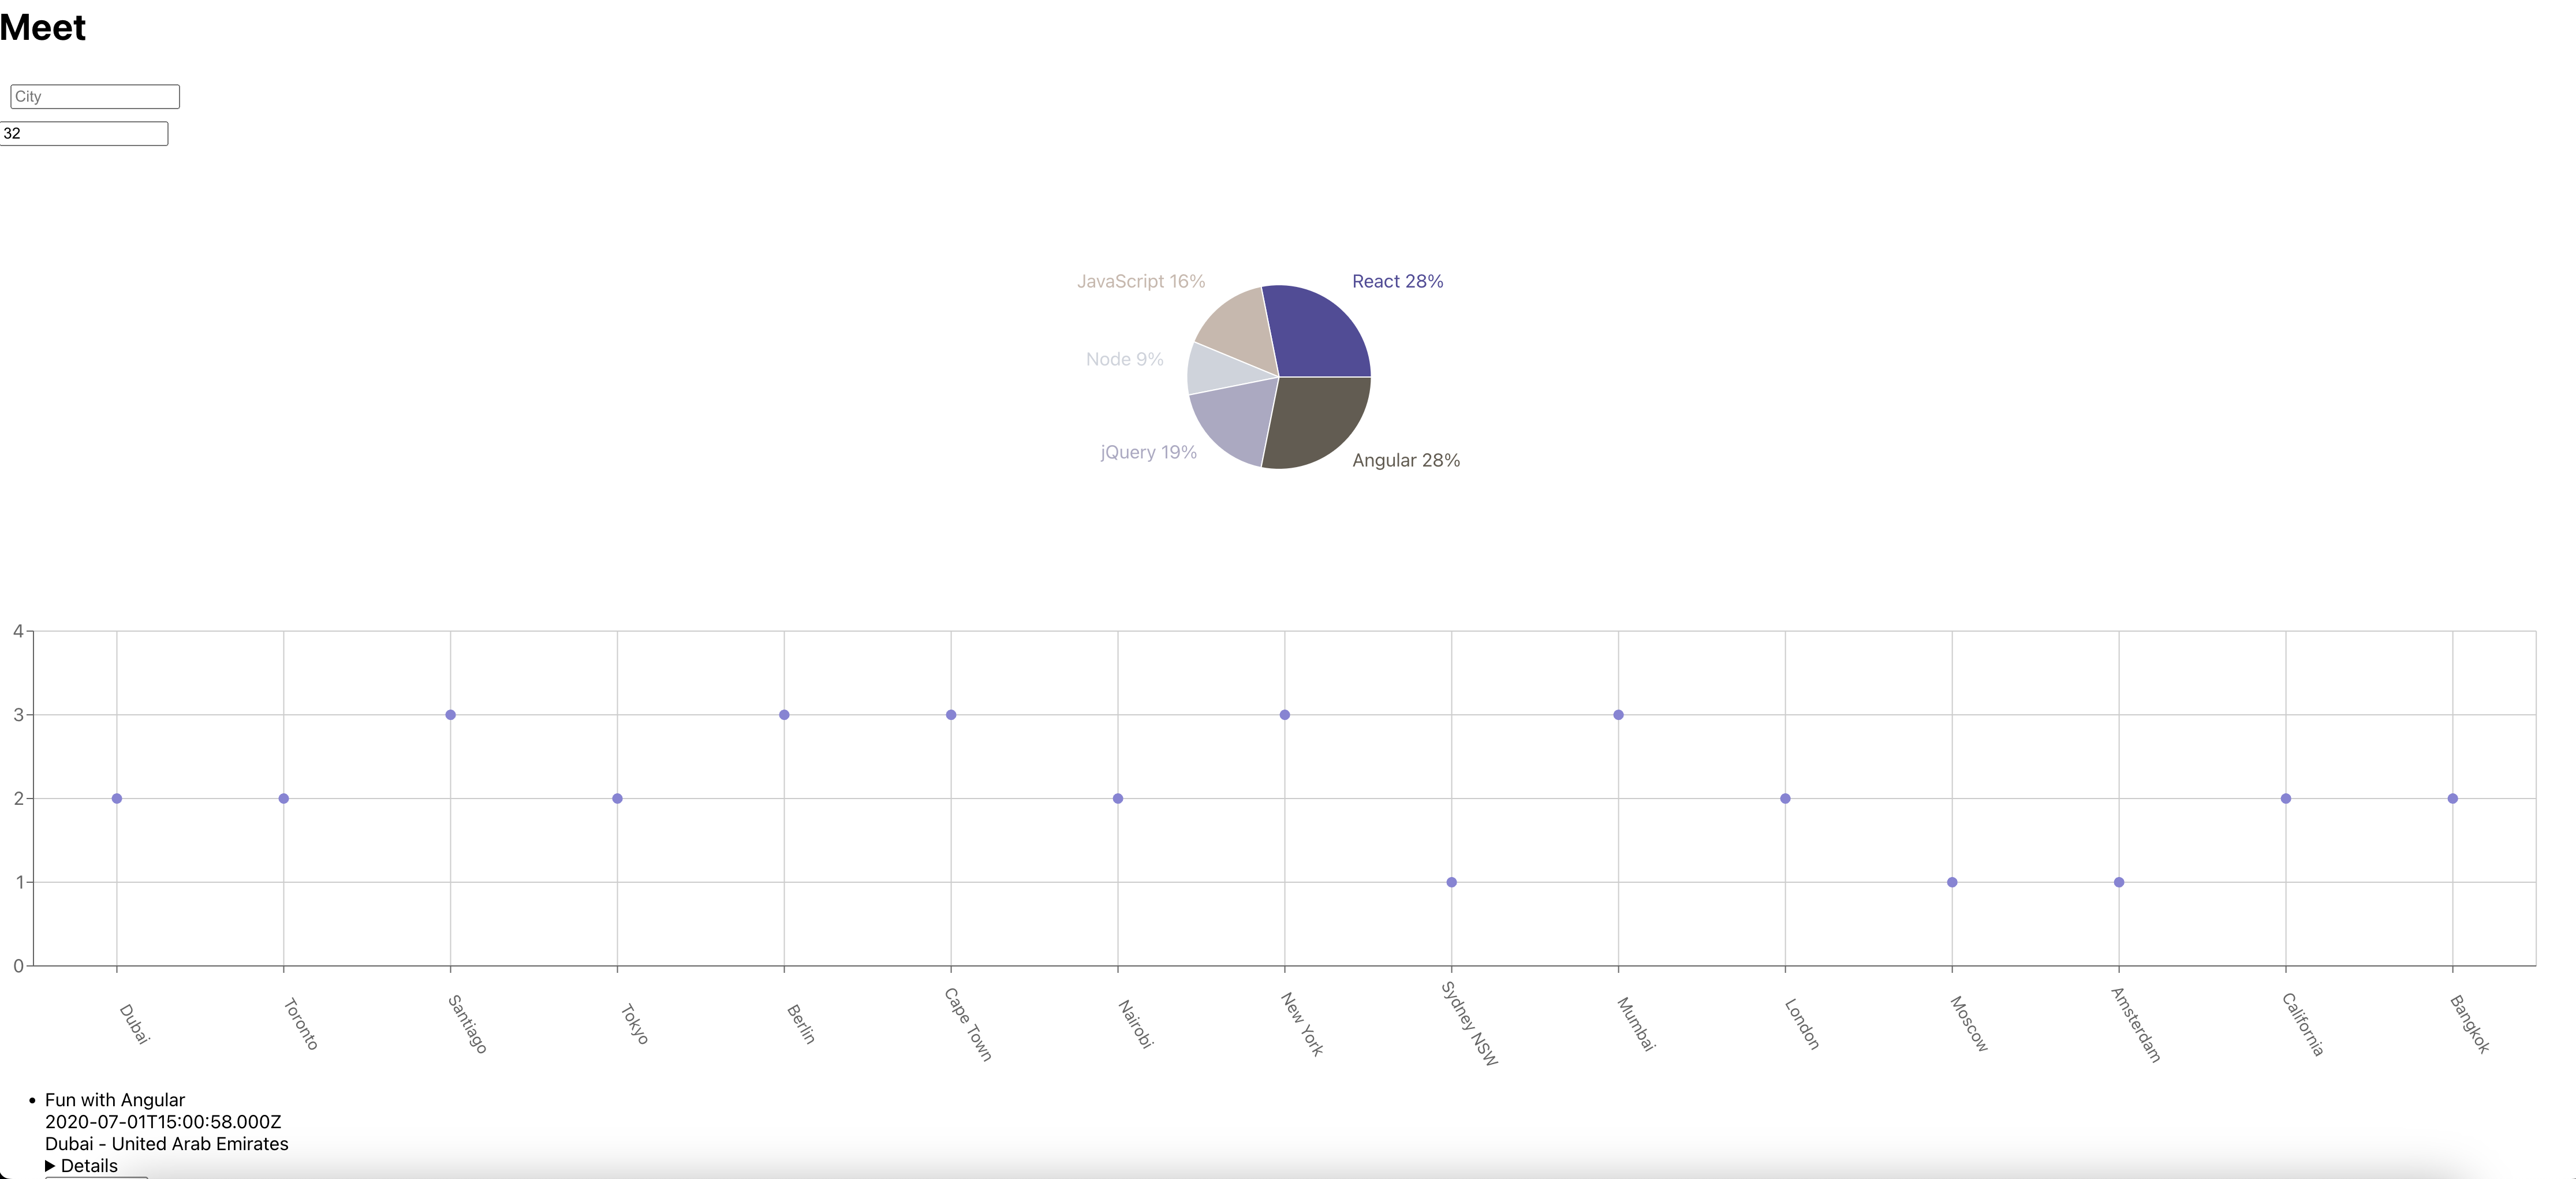 Meet
City
32
JavaScript 16%
React 28%
Node 9%
jQuery 19%
Angular 28%
4
3
2
1
0
Dubai
Toronto
Santiago
Tokyo
Berlin
Cape Town
Nairobi
New York
Sydney NSW
Mumbai
London
Moscow
Amsterdam
California
Bangkok
Fun with Angular
2020-07-01T15:00:58.000Z
Dubai - United Arab Emirates
Details